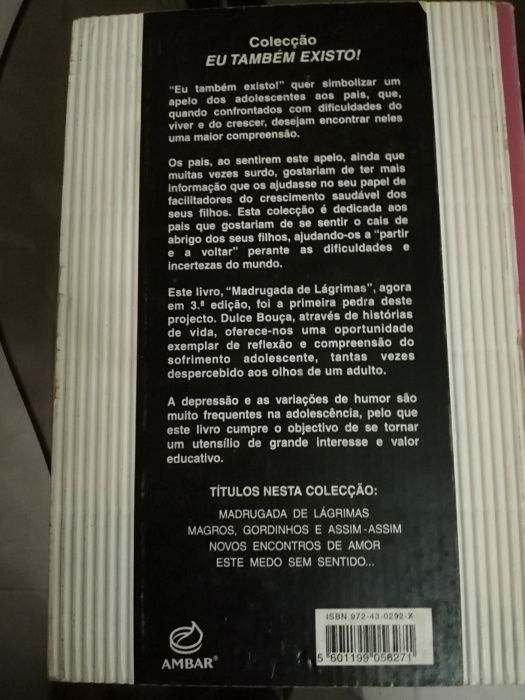 Colecção
EU TAMBÉM EXISTO!
"Eu também existo!" quer simbolizar um
apelo dos adolescentes aos pais, que,
quando confrontados com dificuldades do
viver e do crescer, desejam encontrar neles
uma maior compreensão.
Os pais, ao sentirem este apelo, ainda que
muitas vezes surdo, gostariam de ter mais
informação que os ajudasse no seu papel de
facilitadores do crescimento saudável dos
seus filhos. Esta colecção é dedicada aos
pais que gostariam de se sentir o cais de
abrigo dos seus filhos, ajudando-os a "partir
e a voltar" perante as dificuldades e
incertezas do mundo.
Este livro, "Madrugada de Lágrimas", agora
em 3.ª edição, foi a primeira pedra deste
projecto. Dulce Bouça, através de histórias
de vida, oferece-nos uma oportunidade
exemplar de reflexão e compreensão do
sofrimento adolescente, tantas vezes
despercebido aos olhos de um adulto.
A depressão e as variações de humor são
muito frequentes na adolescência, pelo que
este livro cumpre o objectivo de se tornar
um utensílio de grande interesse e valor
educativo.
TÍTULOS NESTA COLECÇÃO:
MADRUGADA DE LÁGRIMAS
MAGROS, GORDINHOS E ASSIM-ASSIM
NOVOS ENCONTROS DE AMOR
ESTE MEDO SEM SENTIDO...
ISBN 972-43-0292-X
5 601199 056271
AMBAR®